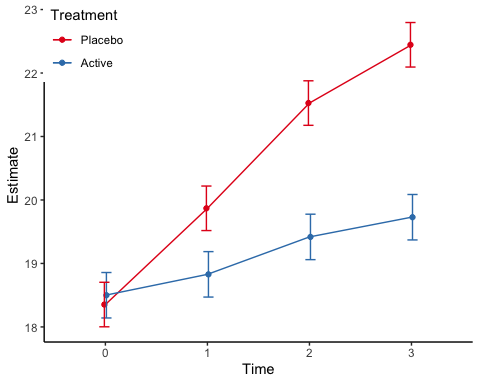 Treatment
Placebo
Active
23
22
21
20
19
18
Estimate
0 1 2 3
Time